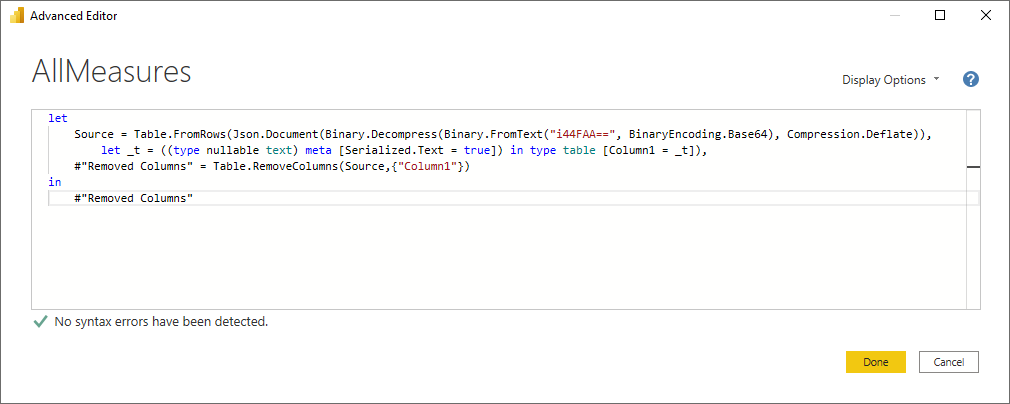 Advanced Editor
AllMeasures
Display Options
?
let
    Source = Table.FromRows(Json.Document(Binary.Decompress(Binary.FromText("i44FAA==", BinaryEncoding.Base64), Compression.Deflate)),
        let _t = ((type nullable text) meta [Serialized.Text = true]) in type table [Column1 = _t]),
    #"Removed Columns" = Table.RemoveColumns(Source,{"Column1"})
in
    #"Removed Columns"
No syntax errors have been detected.
Done
Cancel